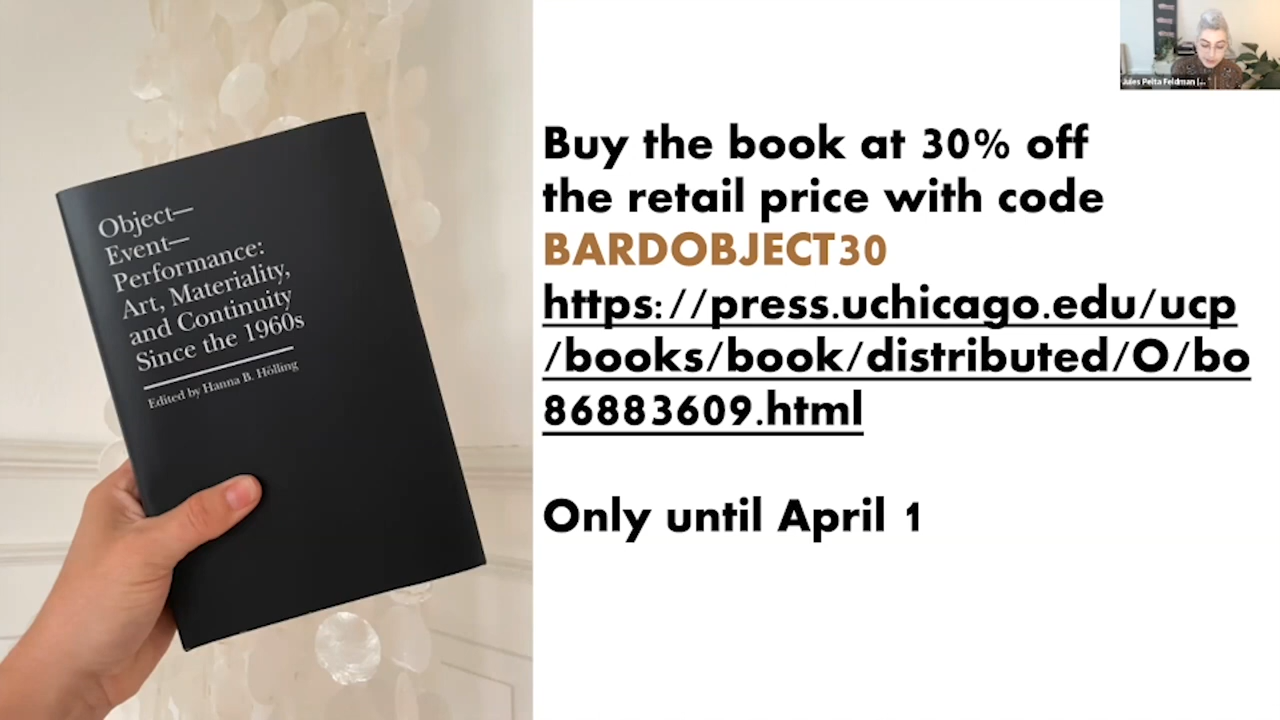 Object—
Event—
Performance:
Art, Materiality,
and Continuity
Since the 1960s
Edited by Hanna B. Hölling
Buy the book at 30% off
the retail price with code
BARDOBJECT30
https://press.uchicago.edu/ucp
/books/book/distributed/O/bo
86883609.html
Only until April 1
Jules Pelta Feldman (...